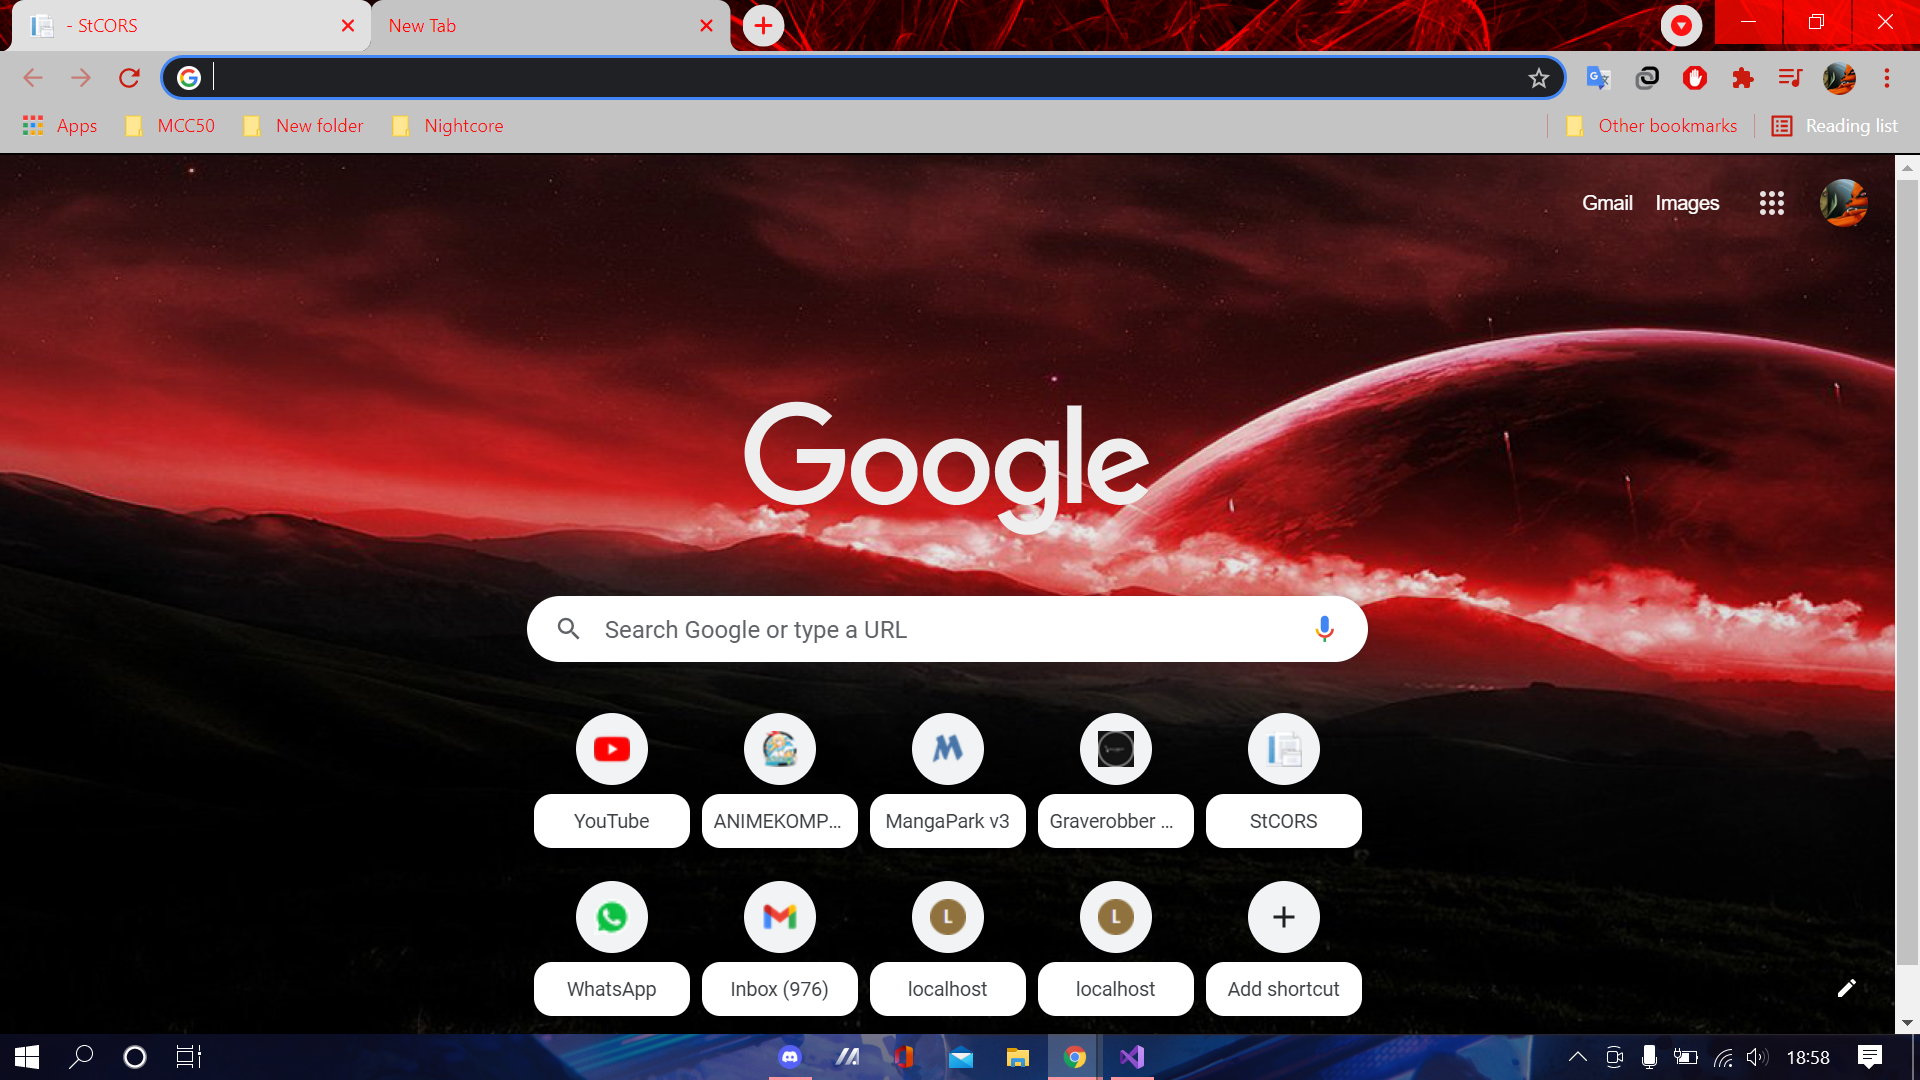 - StCORS
New Tab
Apps
MCC50
New folder
Nightcore
Other bookmarks
Reading list
Gmail
Images
Google
Search Google or type a URL
YouTube
ANIMEKOMP...
MangaPark v3
Graverobber ...
StCORS
L
L
WhatsApp
Inbox (976)
localhost
localhost
Add shortcut
18:58